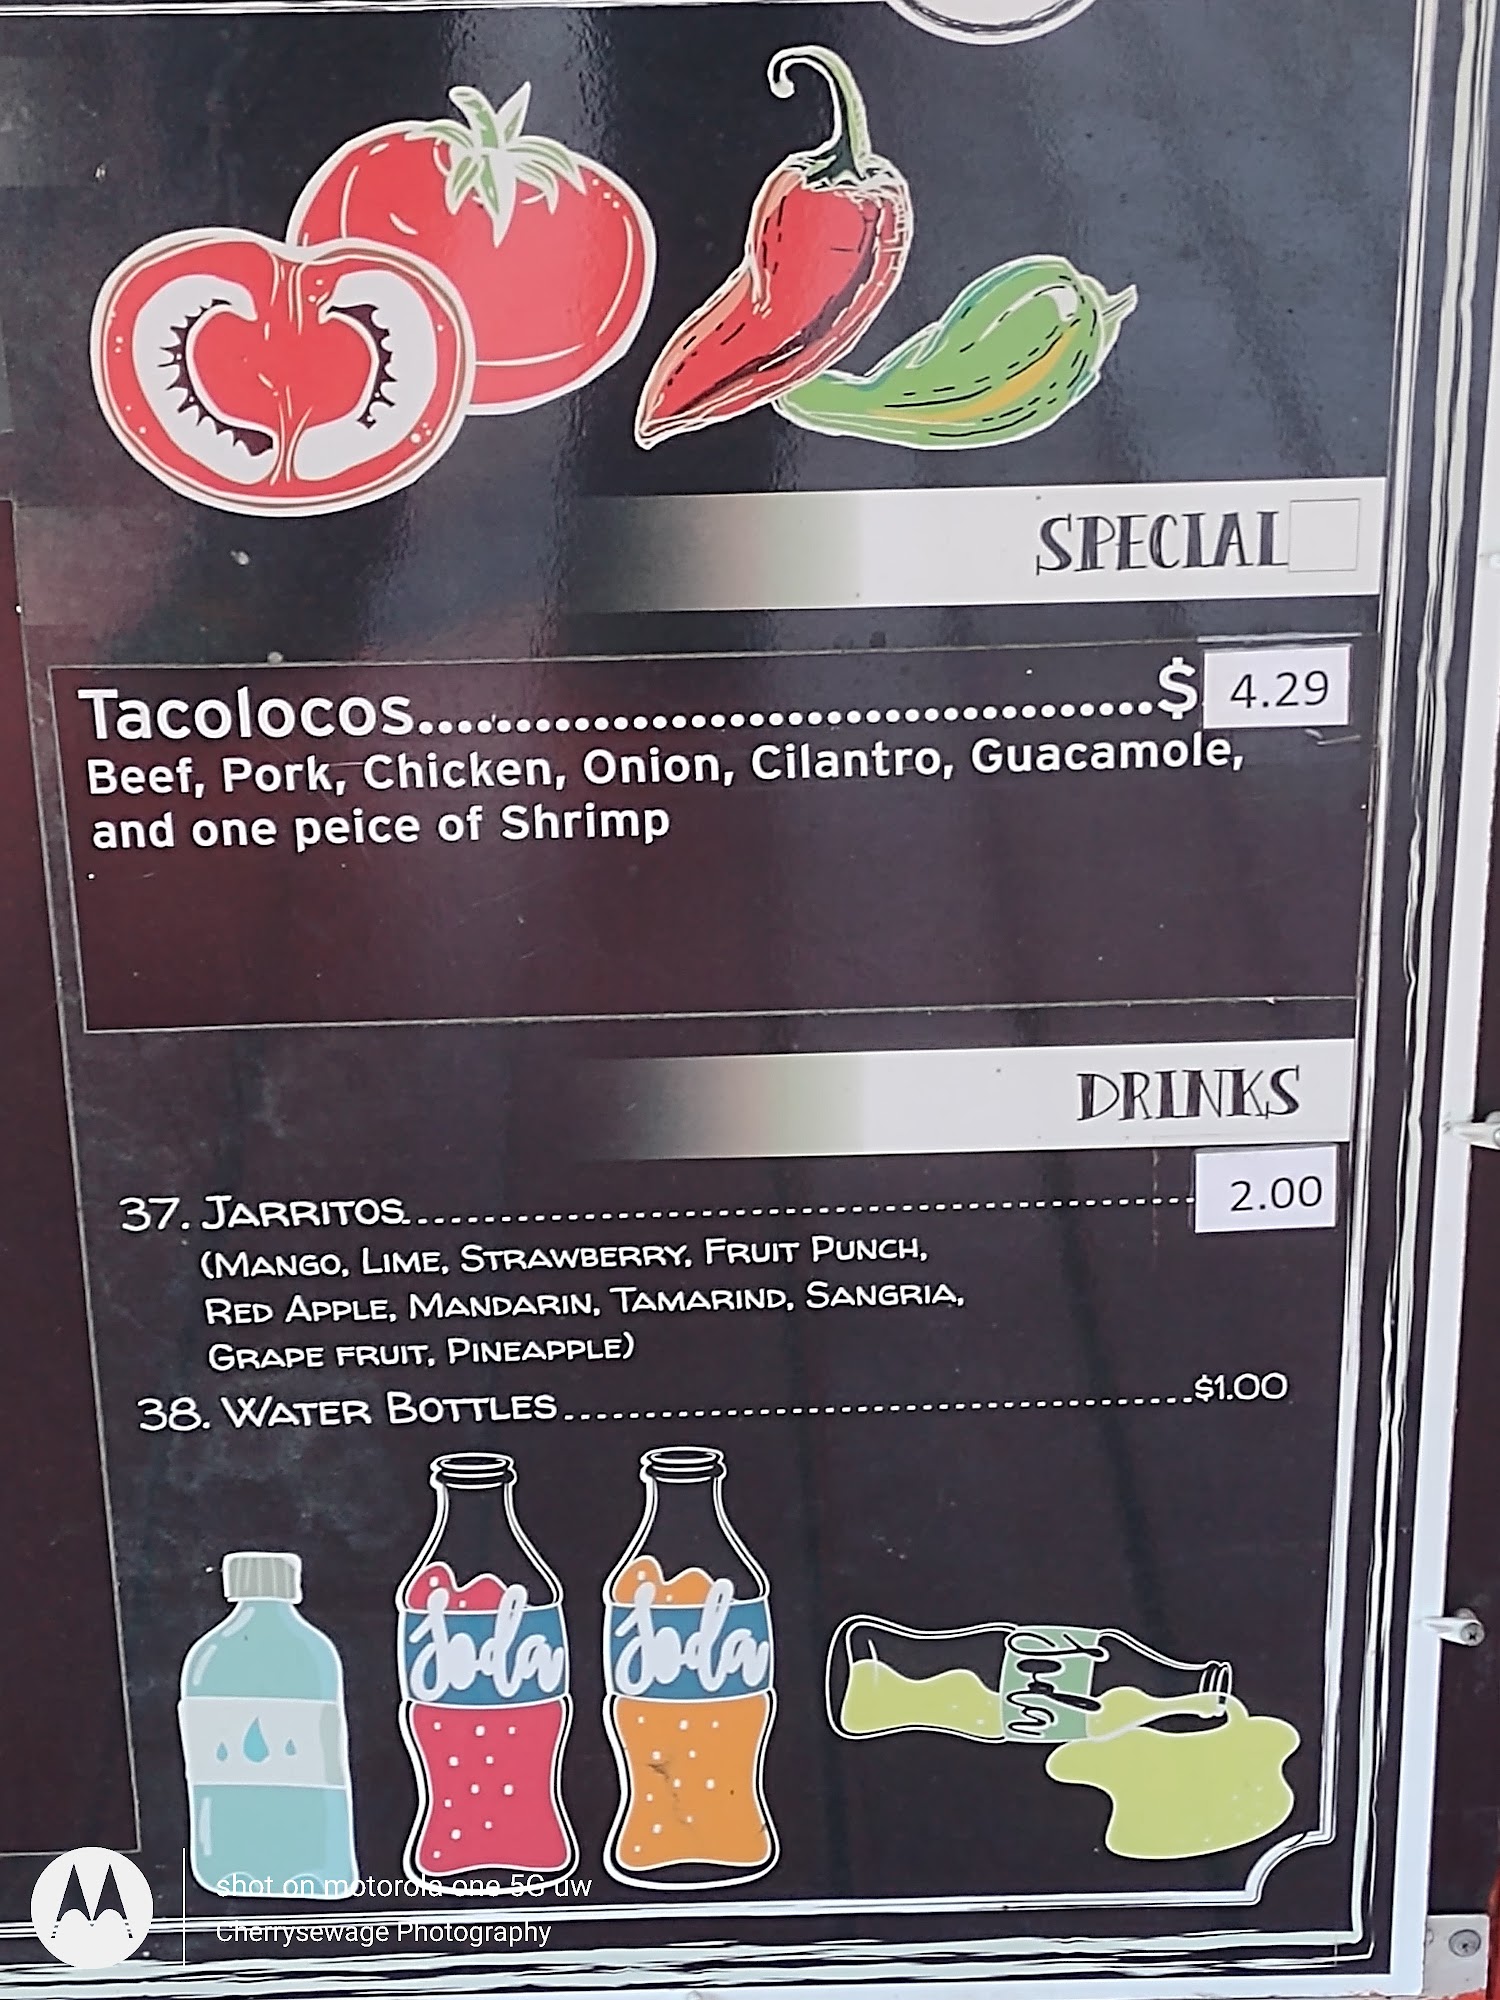 SPECIAL
Tacolocos........................................$ 4.29
Beef, Pork, Chicken, Onion, Cilantro, Guacamole,
and one peice of Shrimp
DRINKS
37. JARRITOS........................................ 2.00
(MANGO, LIME, STRAWBERRY, FRUIT PUNCH,
RED APPLE, MANDARIN, TAMARIND, SANGRIA,
GRAPE FRUIT, PINEAPPLE)
38. WATER BOTTLES........................................$1.00
Soda
Soda
Soda
shot on motorola one 5G uw
Cherrysewage Photography